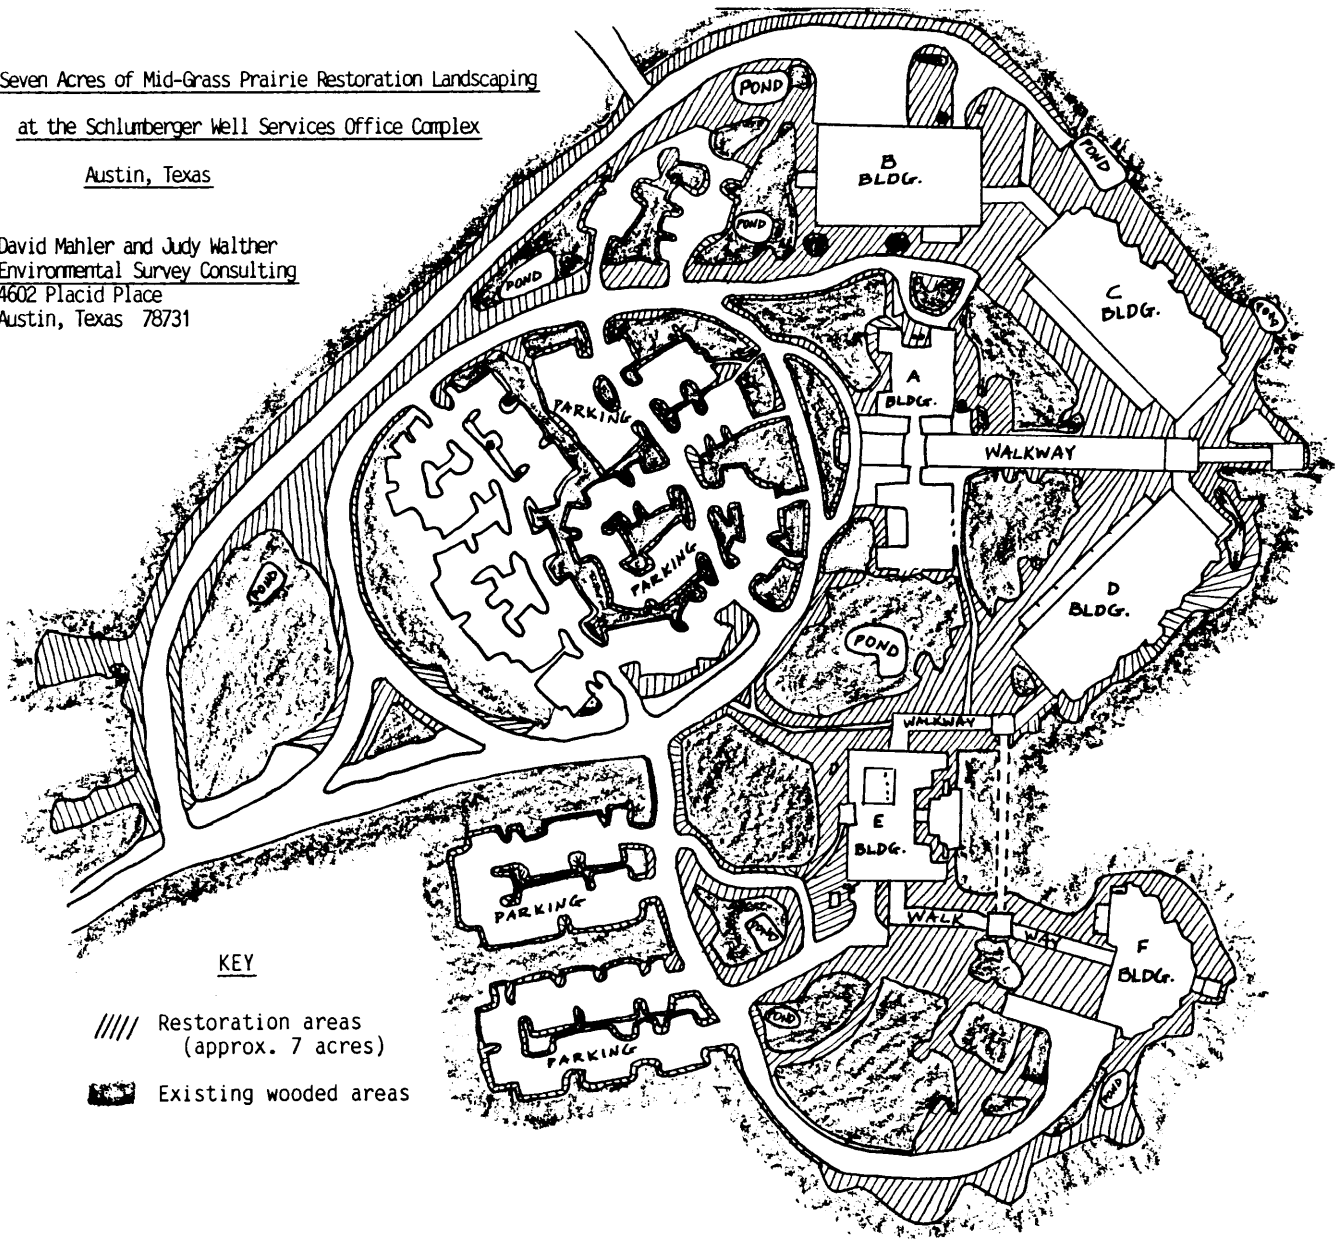 Seven Acres of Mid-Grass Prairie Restoration Landscaping
at the Schlumberger Well Services Office Complex
Austin, Texas
David Mahler and Judy Walther
Environmental Survey Consulting
4602 Placid Place
Austin, Texas 78731
POND
POND
B
BLDG.
POND
POND
C
BLDG.
POND
A
BLDG.
PARKING
WALKWAY
PARKING
POND
D
BLDG.
POND
WALKWAY
E
BLDG.
PARKING
WALK
WAY
POND
F
BLDG.
POND
PARKING
POND
KEY
Restoration areas
(approx. 7 acres)
Existing wooded areas